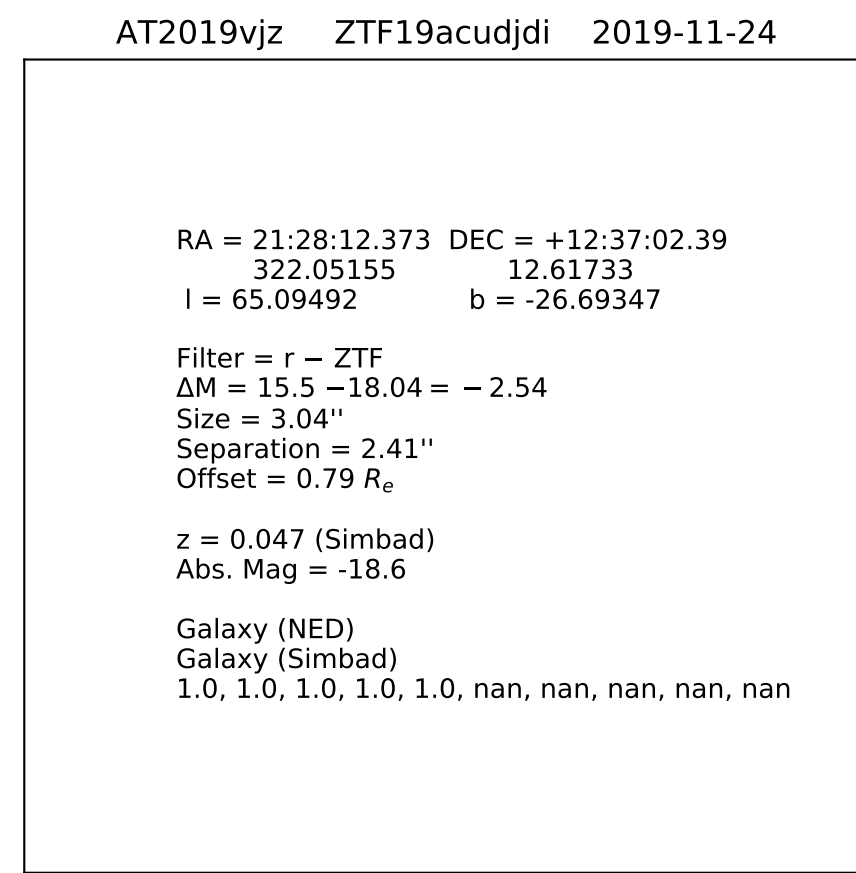 AT2019vjz ZTF19acudjdi 2019-11-24
RA = 21:28:12.373 DEC = +12:37:02.39
322.05155 12.61733
l = 65.09492 b = -26.69347
Filter = r − ZTF
ΔM = 15.5 −18.04 = −2.54
Size = 3.04''
Separation = 2.41''
Offset = 0.79 Re
z = 0.047 (Simbad)
Abs. Mag = -18.6
Galaxy (NED)
Galaxy (Simbad)
1.0, 1.0, 1.0, 1.0, 1.0, nan, nan, nan, nan, nan